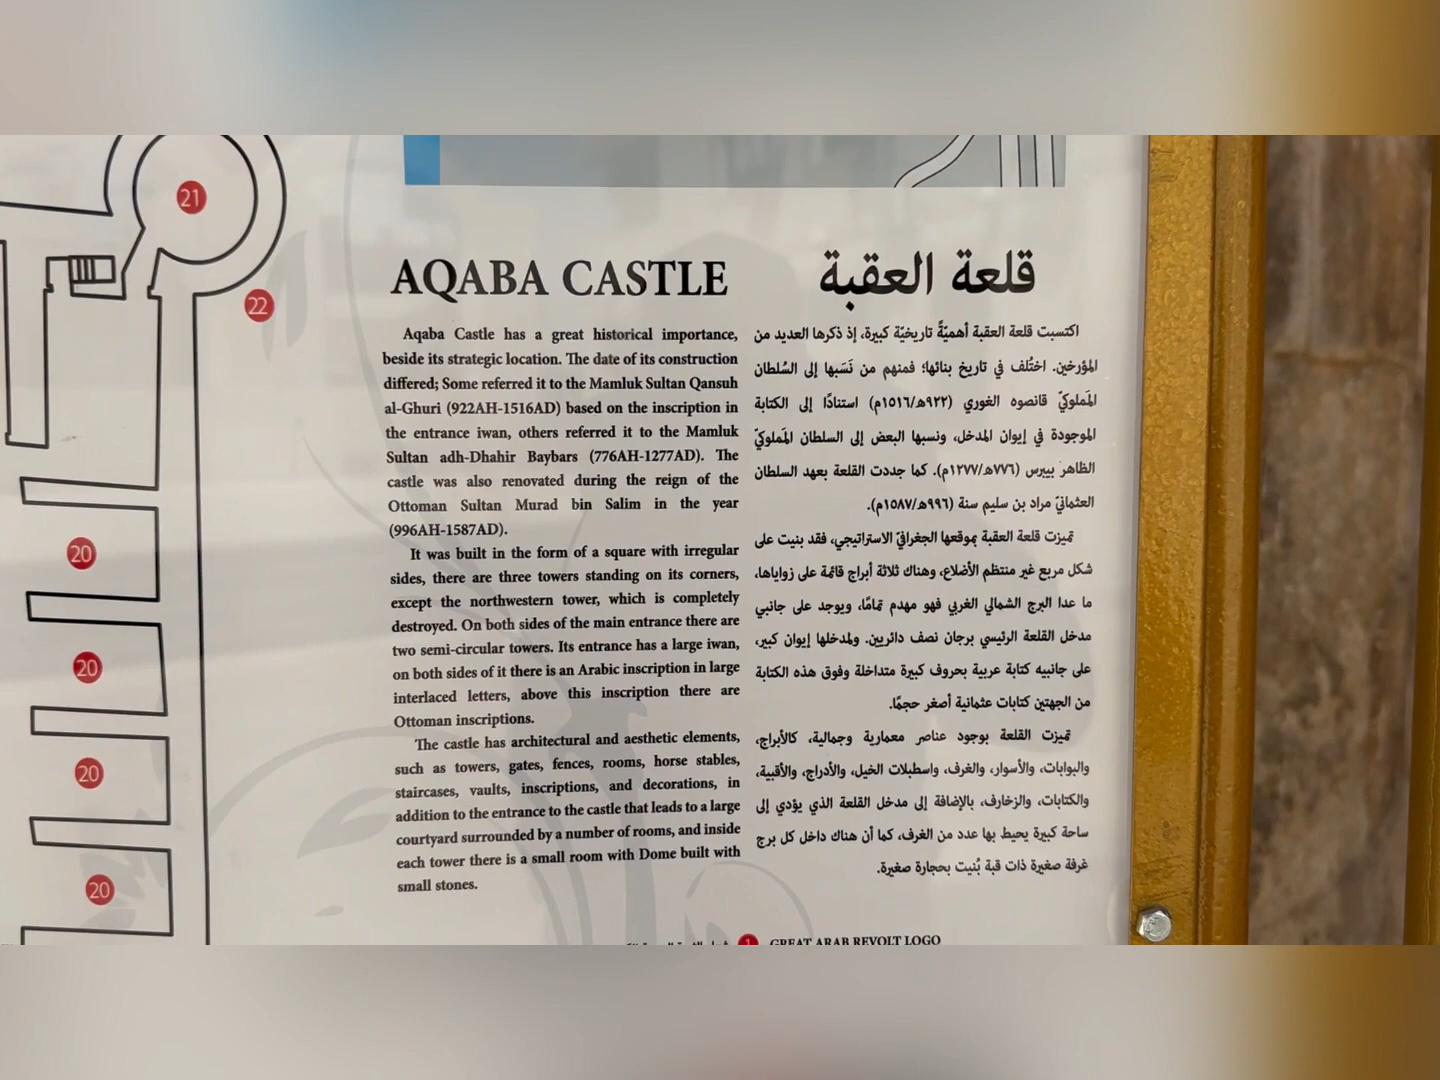 21
22
20
20
20
20
AQABA CASTLE
Aqaba Castle has a great historical importance,
beside its strategic location. The date of its construction
differed; Some referred it to the Mamluk Sultan Qansuh
al-Ghuri (922AH-1516AD) based on the inscription in
the entrance iwan, others referred it to the Mamluk
Sultan adh-Dhahir Baybars (776AH-1277AD). The
castle was also renovated during the reign of the
Ottoman Sultan Murad bin Salim in the year
(996AH-1587AD).
It was built in the form of a square with irregular
sides, there are three towers standing on its corners,
except the northwestern tower, which is completely
destroyed. On both sides of the main entrance there are
two semi-circular towers. Its entrance has a large iwan,
on both sides of it there is an Arabic inscription in large
interlaced letters, above this inscription there are
Ottoman inscriptions.
The castle has architectural and aesthetic elements,
such as towers, gates, fences, rooms, horse stables,
staircases, vaults, inscriptions, and decorations, in
addition to the entrance to the castle that leads to a large
courtyard surrounded by a number of rooms, and inside
each tower there is a small room with Dome built with
small stones.
قلعة العقبة
اكتسبت قلعة العقبة أهميّةً تاريخيّة كبيرة، إذ ذكرها العديد من
المؤرخين. اختُلف في تاريخ بنائها؛ فمنهم من نَسَبها إلى السُلطان
المَملوكيّ قانصوه الغوري (٩٢٢هـ/١٥١٦م) استنادًا إلى الكتابة
الموجودة في إيوان المدخل، ونسبها البعض إلى السلطان المَملوكيّ
الظاهر بيبرس (٧٧٦هـ/١٢٧٧م). كما جددت القلعة بعهد السلطان
العثمانيّ مراد بن سليم سنة (٩٩٦هـ/١٥٨٧م).
تميزت قلعة العقبة بموقعها الجغرافيّ الاستراتيجي، فقد بنيت على
شكل مربع غير منتظم الأضلاع، وهناك ثلاثة أبراج قائمة على زواياها،
ما عدا البرج الشمالي الغربي فهو مهدم تمامًا، ويوجد على جانبي
مدخل القلعة الرئيسي برجان نصف دائريين. ولمدخلها إيوان كبير،
على جانبيه كتابة عربية بحروف كبيرة متداخلة وفوق هذه الكتابة
من الجهتين كتابات عثمانية أصغر حجمًا.
تميزت القلعة بوجود عناصر معمارية وجمالية، كالأبراج،
والبوابات، والأسوار، والغرف، واسطبلات الخيل، والأدراج، والأقبية،
والكتابات، والزخارف، بالإضافة إلى مدخل القلعة الذي يؤدي إلى
ساحة كبيرة يحيط بها عدد من الغرف، كما أن هناك داخل كل برج
غرفة صغيرة ذات قبة بُنيت بحجارة صغيرة.
1 GREAT ARAB REVOLT LOGO